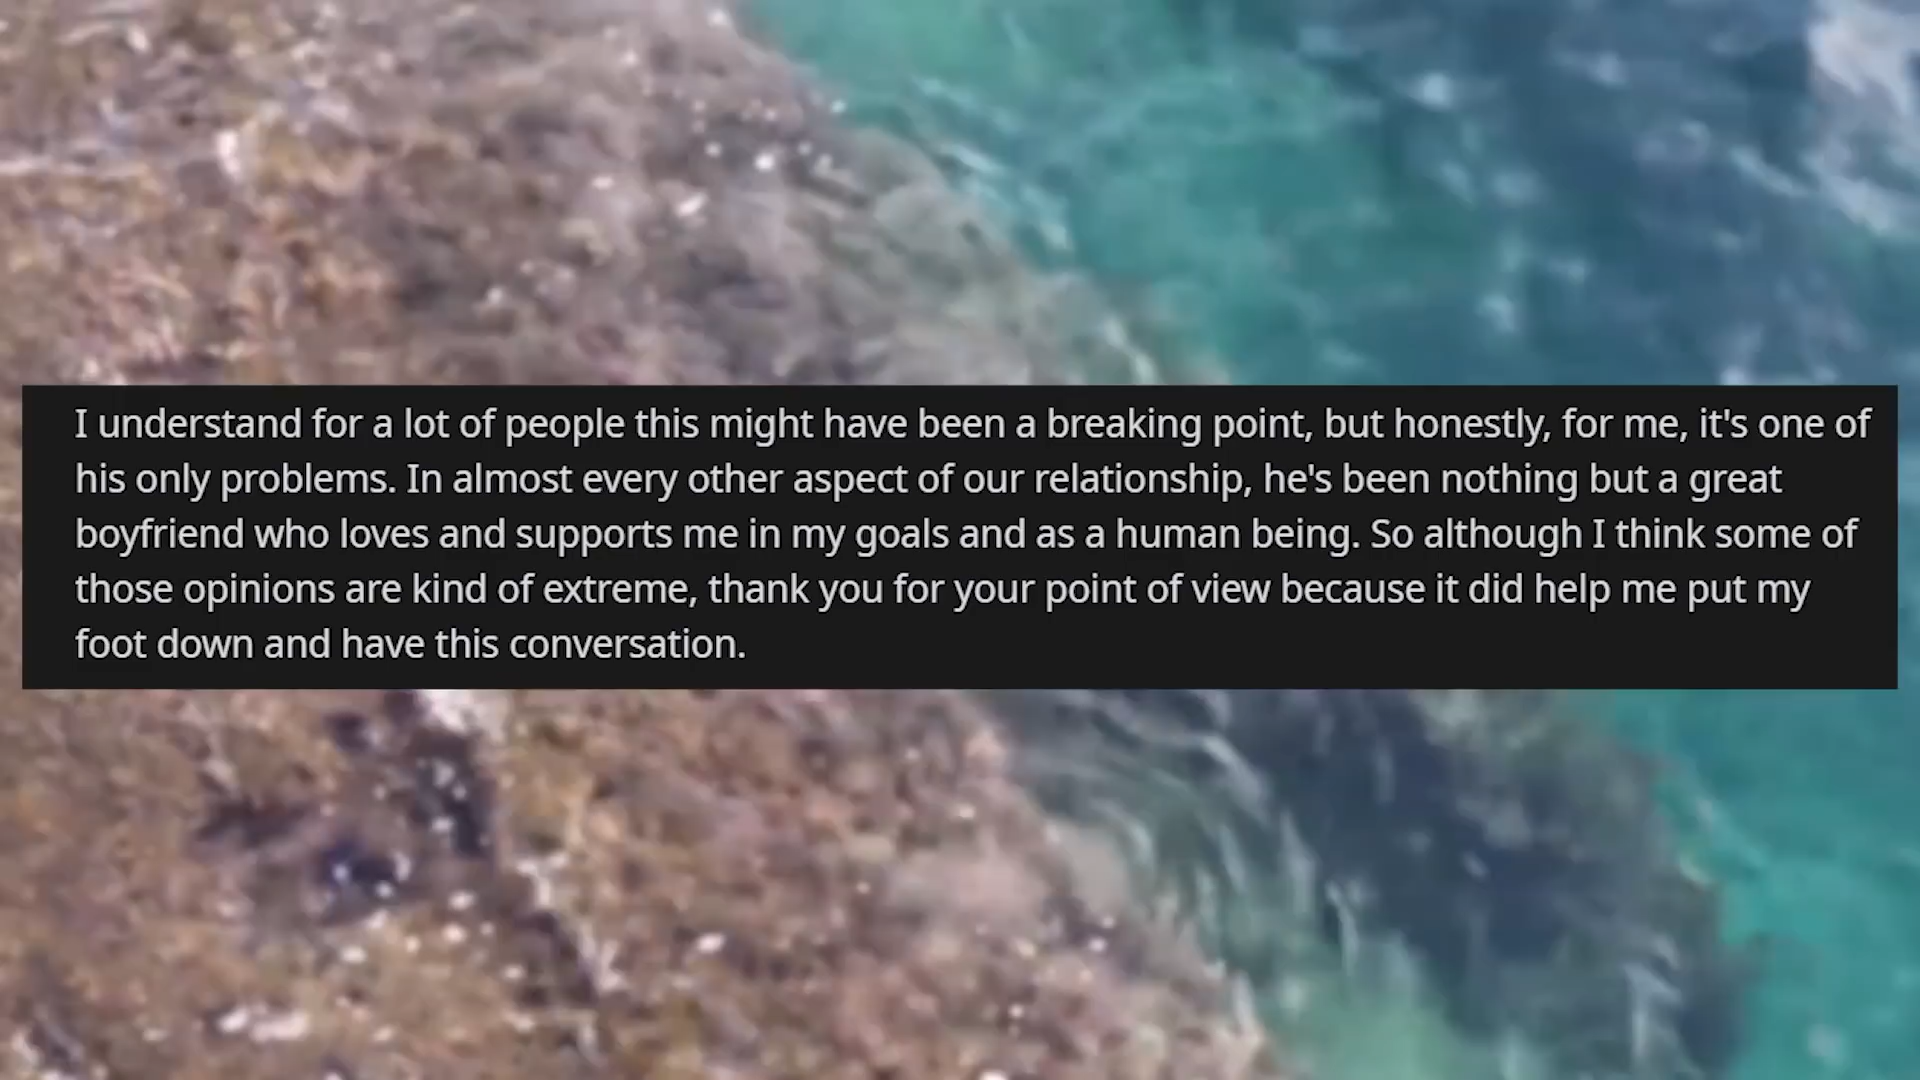 I understand for a lot of people this might have been a breaking point, but honestly, for me, it's one of
his only problems. In almost every other aspect of our relationship, he's been nothing but a great
boyfriend who loves and supports me in my goals and as a human being. So although I think some of
those opinions are kind of extreme, thank you for your point of view because it did help me put my
foot down and have this conversation.